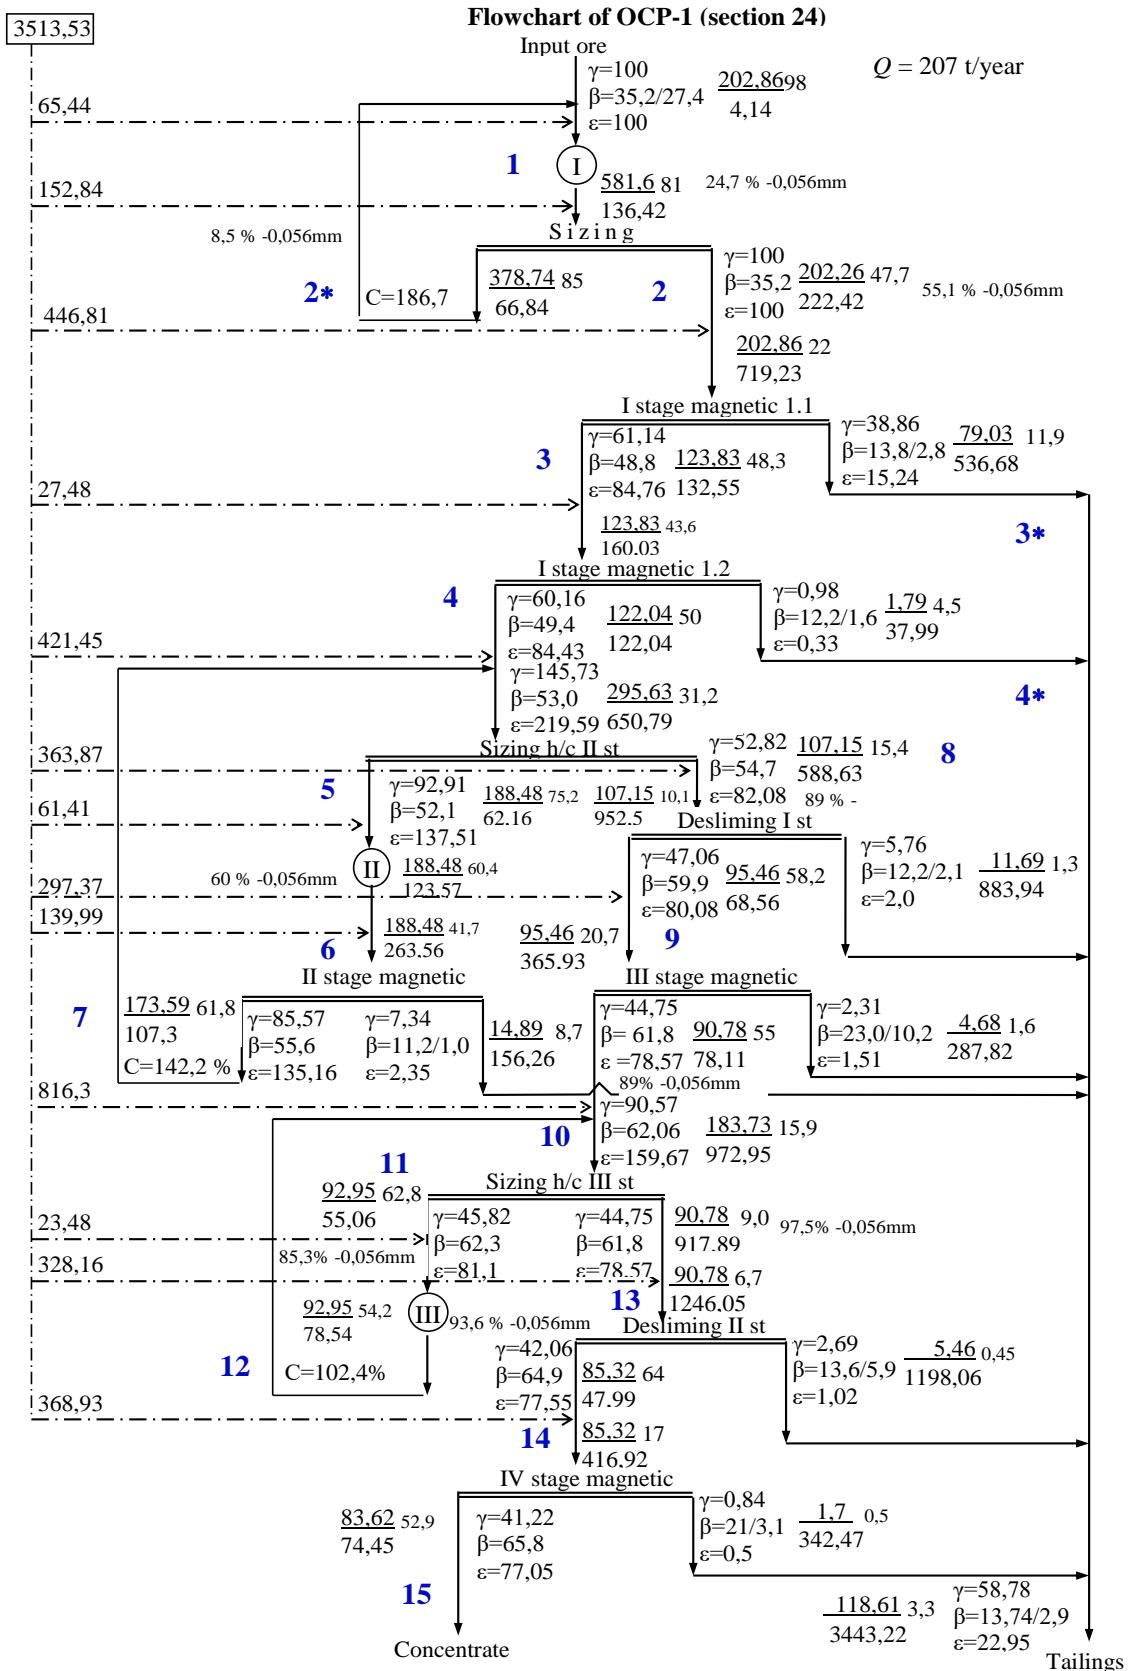 Flowchart of OCP-1 (section 24)
3513,53
Input ore
Q = 207 t/year
γ=100
β=35,2/27,4
ε=100
202,86 98
4,14
65,44
1
I
152,84
581,6 81
136,42
24,7 % -0,056mm
Sizing
8,5 % -0,056mm
2*
C=186,7
378,74 85
66,84
2
γ=100
β=35,2
ε=100
202,26 47,7
222,42
55,1 % -0,056mm
446,81
202,86 22
719,23
I stage magnetic 1.1
3
γ=61,14
β=48,8
ε=84,76
123,83 48,3
132,55
γ=38,86
β=13,8/2,8
ε=15,24
79,03 11,9
536,68
27,48
123,83 43,6
160,03
3*
I stage magnetic 1.2
4
γ=60,16
β=49,4
ε=84,43
122,04 50
122,04
γ=0,98
β=12,2/1,6
ε=0,33
1,79 4,5
37,99
421,45
γ=145,73
β=53,0
ε=219,59
295,63 31,2
650,79
4*
Sizing h/c II st
363,87
γ=52,82
β=54,7
ε=82,08
107,15 15,4
588,63
89 % -
8
5
γ=92,91
β=52,1
ε=137,51
188,48 75,2
62,16
107,15 10,1
952,5
61,41
Desliming I st
II
188,48 60,4
123,57
60 % -0,056mm
γ=47,06
β=59,9
ε=80,08
95,46 58,2
68,56
γ=5,76
β=12,2/2,1
ε=2,0
11,69 1,3
883,94
297,37
139,99
188,48 41,7
263,56
6
95,46 20,7
365,93
9
II stage magnetic
III stage magnetic
7
173,59 61,8
107,3
C=142,2 %
γ=85,57
β=55,6
ε=135,16
γ=7,34
β=11,2/1,0
ε=2,35
14,89 8,7
156,26
γ=44,75
β= 61,8
ε =78,57
90,78 55
78,11
γ=2,31
β=23,0/10,2
ε=1,51
4,68 1,6
287,82
89% -0,056mm
816,3
γ=90,57
β=62,06
ε=159,67
183,73 15,9
972,95
10
Sizing h/c III st
11
92,95 62,8
55,06
γ=45,82
β=62,3
ε=81,1
γ=44,75
β=61,8
ε=78,57
90,78 9,0
917,89
97,5% -0,056mm
23,48
85,3% -0,056mm
328,16
90,78 6,7
1246,05
13
92,95 54,2
78,54
III
93,6 % -0,056mm
Desliming II st
12
C=102,4%
γ=42,06
β=64,9
ε=77,55
85,32 64
47,99
γ=2,69
β=13,6/5,9
ε=1,02
5,46 0,45
1198,06
368,93
14
85,32 17
416,92
IV stage magnetic
83,62 52,9
74,45
γ=41,22
β=65,8
ε=77,05
γ=0,84
β=21/3,1
ε=0,5
1,7 0,5
342,47
15
118,61 3,3
3443,22
γ=58,78
β=13,74/2,9
ε=22,95
Concentrate
Tailings